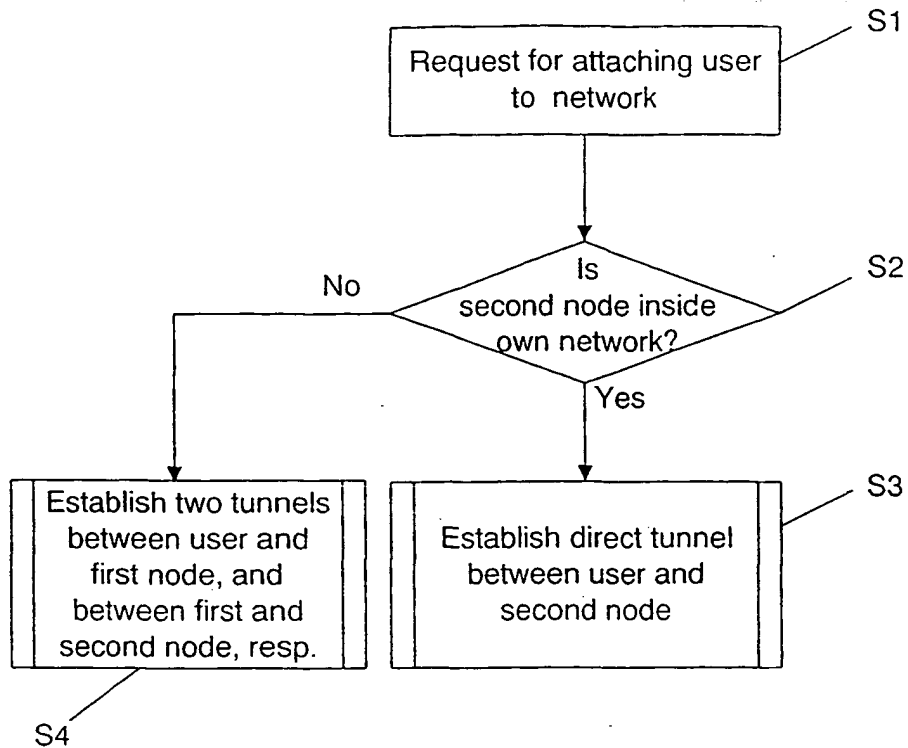 S1
Request for attaching user
to network
S2
Is
second node inside
own network?
No
Yes
S3
Establish two tunnels
between user and
first node, and
between first and
second node, resp.
Establish direct tunnel
between user and
second node
S4